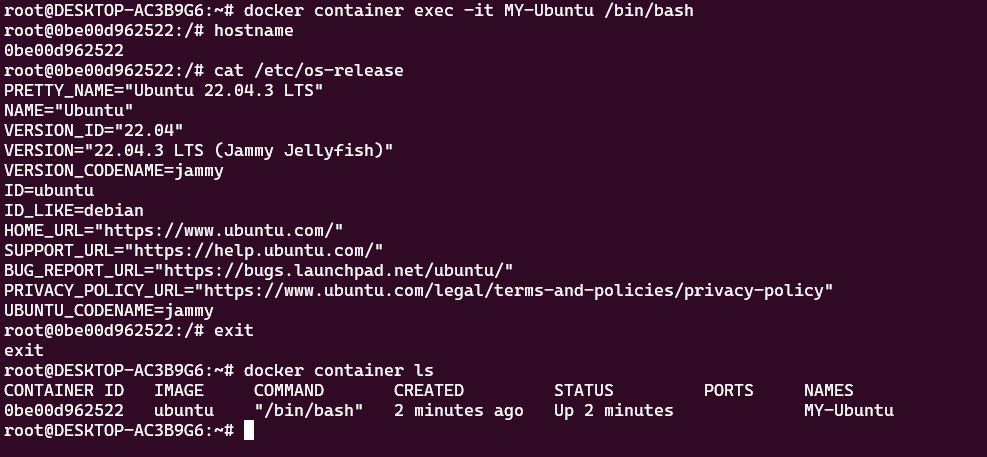 root@DESKTOP-AC3B9G6:~# docker container exec -it MY-Ubuntu /bin/bash
root@0be00d962522:/# hostname
0be00d962522
root@0be00d962522:/# cat /etc/os-release
PRETTY_NAME="Ubuntu 22.04.3 LTS"
NAME="Ubuntu"
VERSION_ID="22.04"
VERSION="22.04.3 LTS (Jammy Jellyfish)"
VERSION_CODENAME=jammy
ID=ubuntu
ID_LIKE=debian
HOME_URL="https://www.ubuntu.com/"
SUPPORT_URL="https://help.ubuntu.com/"
BUG_REPORT_URL="https://bugs.launchpad.net/ubuntu/"
PRIVACY_POLICY_URL="https://www.ubuntu.com/legal/terms-and-policies/privacy-policy"
UBUNTU_CODENAME=jammy
root@0be00d962522:/# exit
exit
root@DESKTOP-AC3B9G6:~# docker container ls
CONTAINER ID   IMAGE     COMMAND       CREATED         STATUS         PORTS     NAMES
0be00d962522   ubuntu    "/bin/bash"   2 minutes ago   Up 2 minutes             MY-Ubuntu
root@DESKTOP-AC3B9G6:~#